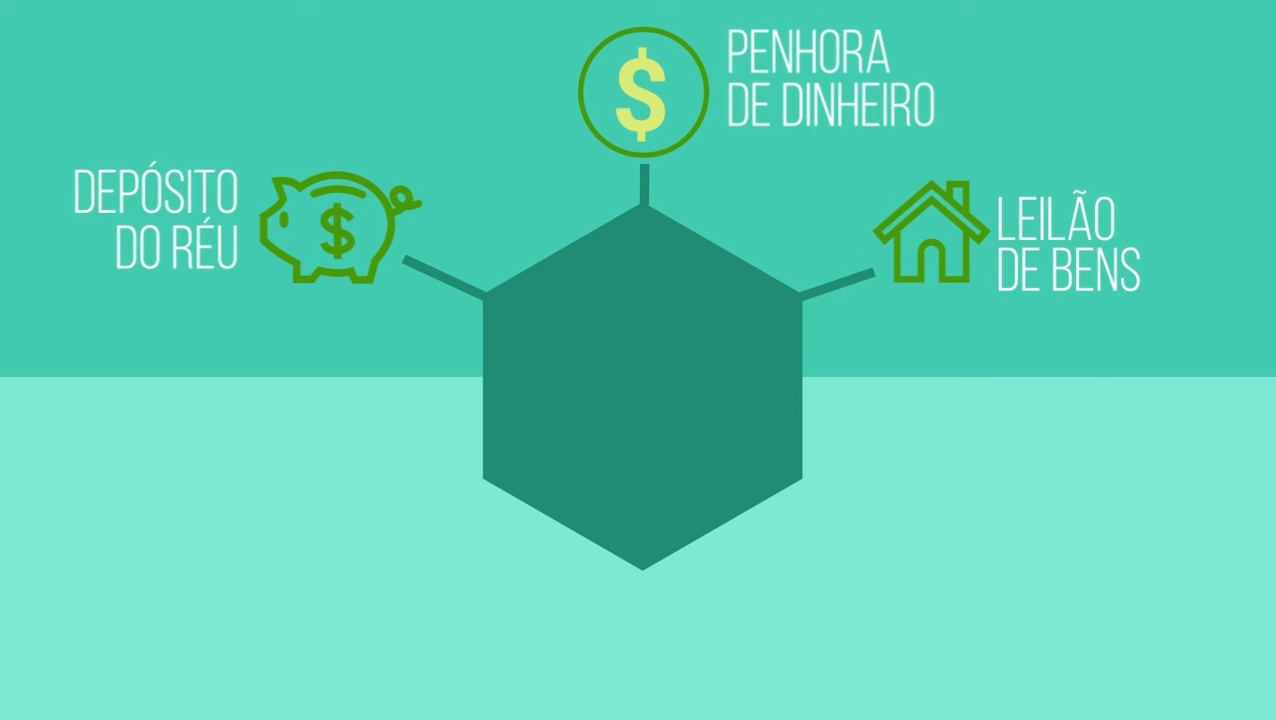 DEPÓSITO
DO RÉU
$
$
PENHORA
DE DINHEIRO
LEILÃO
DE BENS